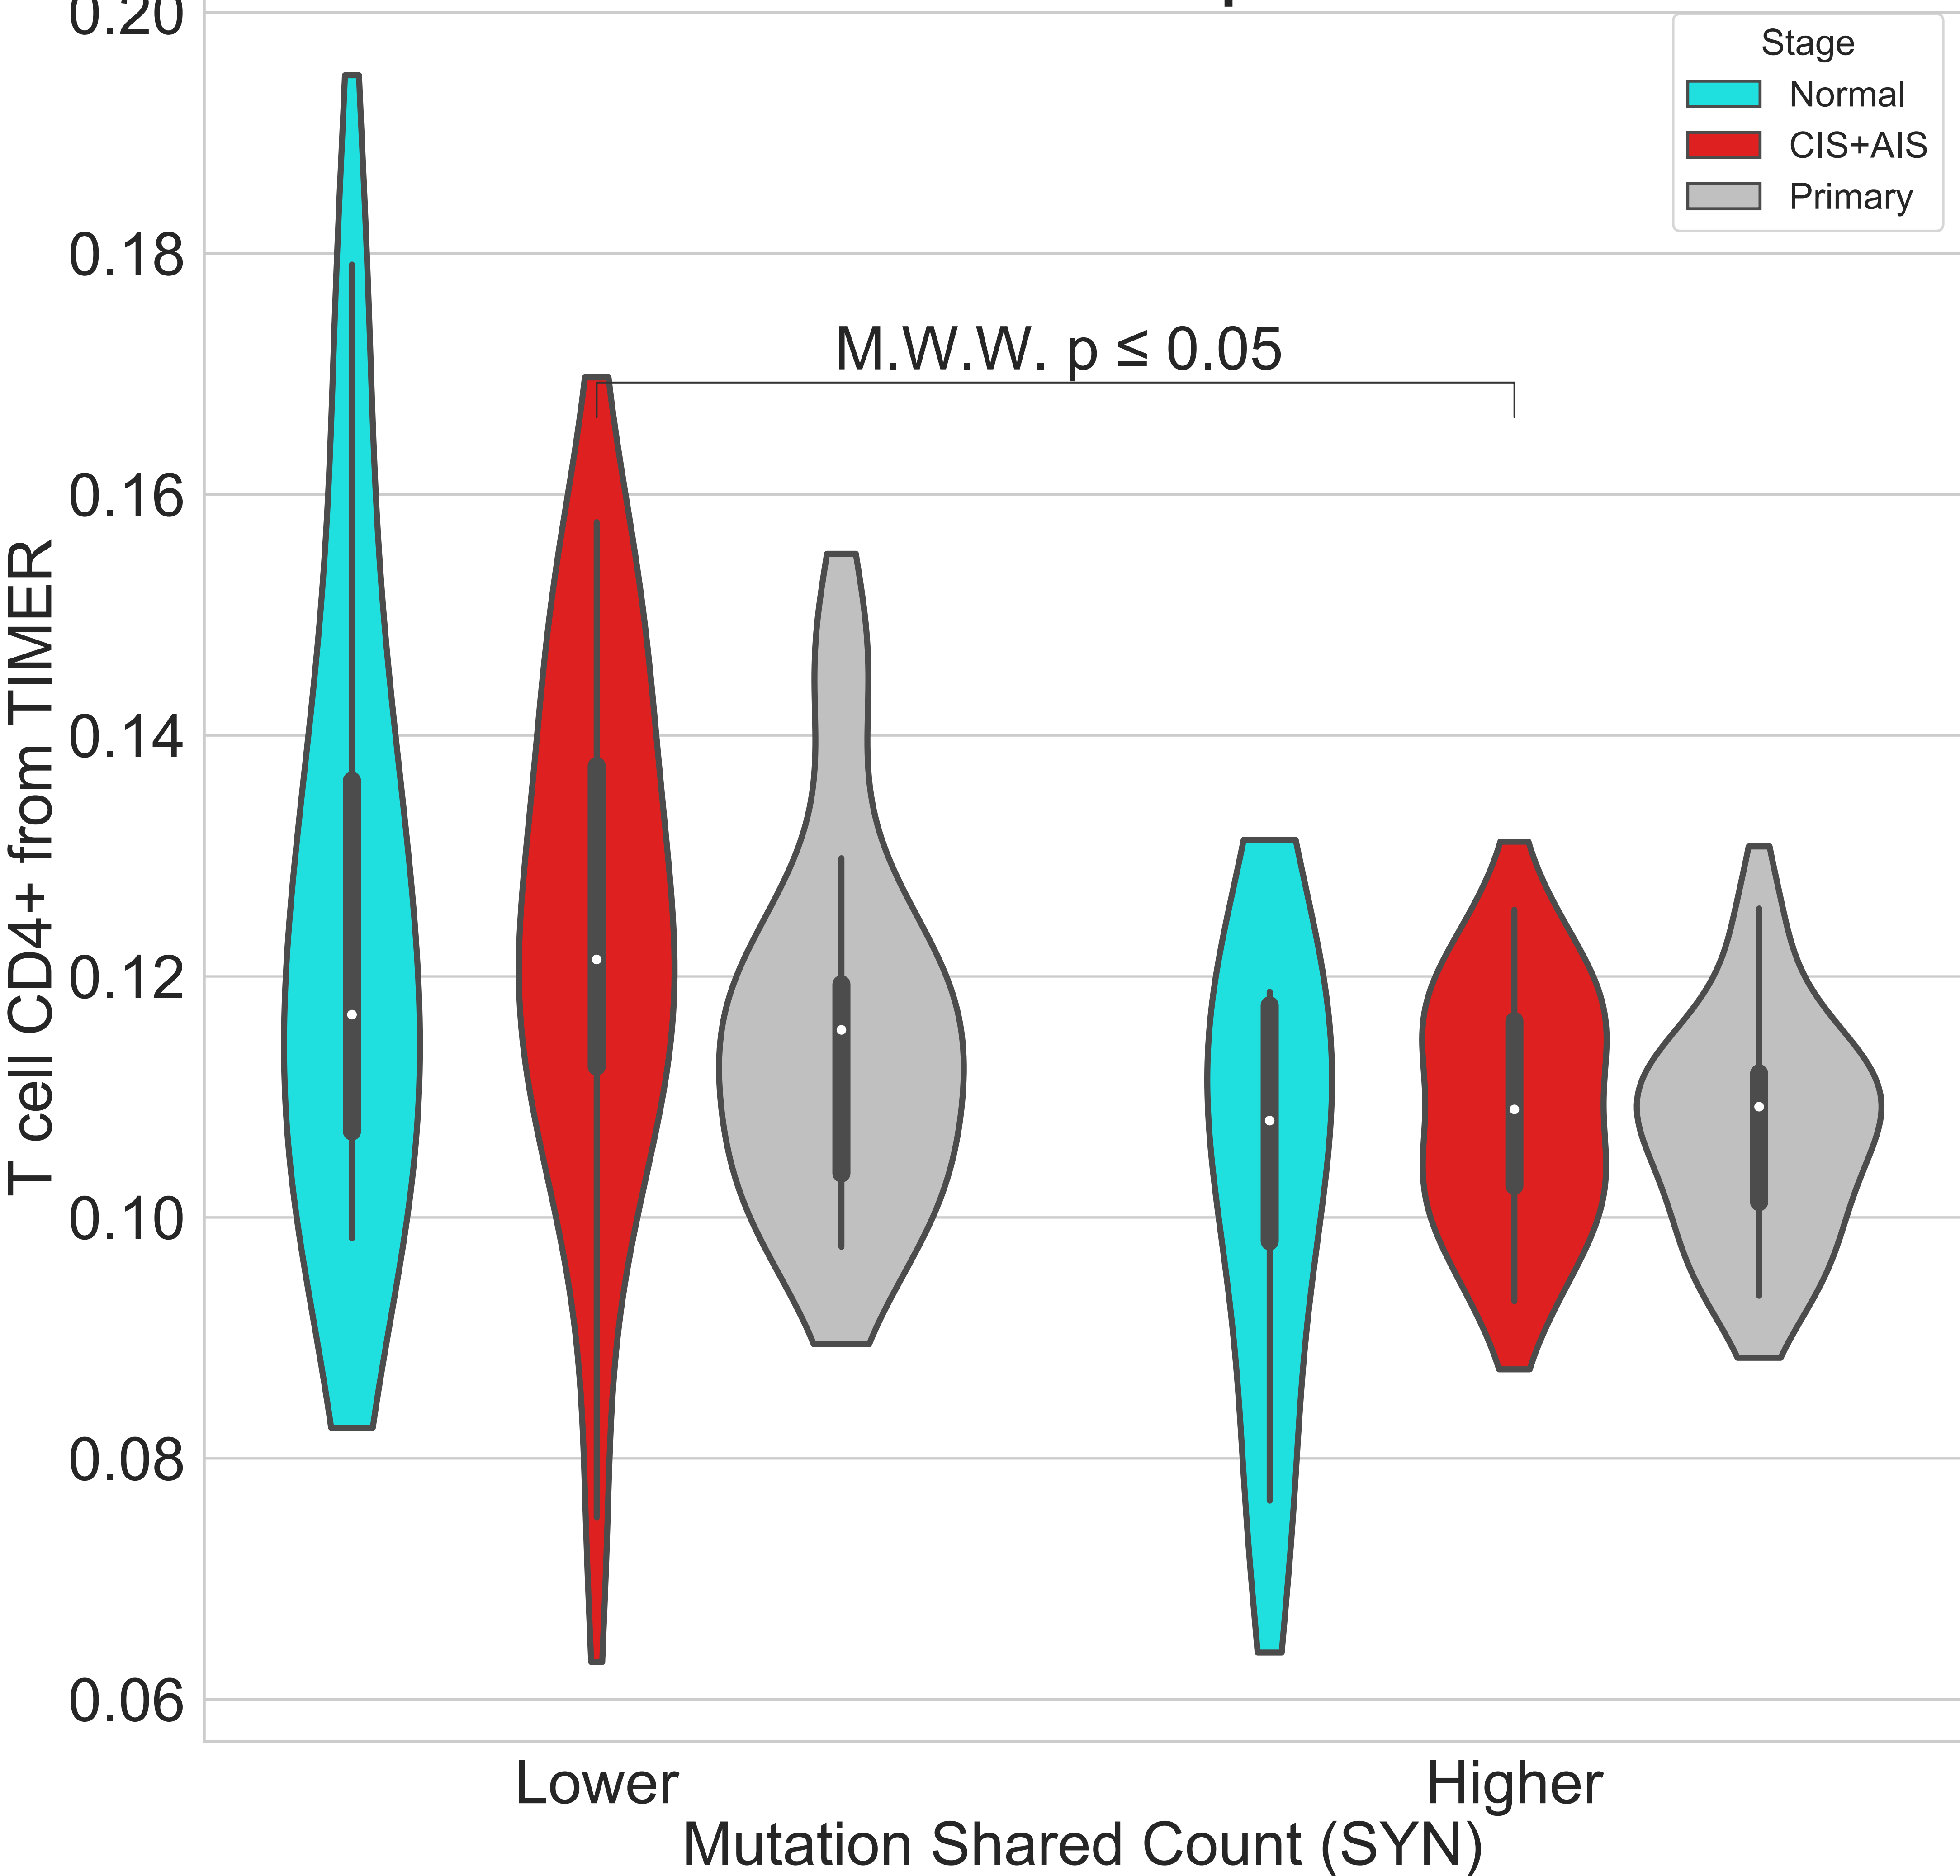 0.20
Stage
Normal
CIS+AIS
Primary
0.18
M.W.W. p ≤ 0.05
0.16
0.14
0.12
0.10
0.08
0.06
T cell CD4+ from TIMER
Lower
Higher
Mutation Shared Count (SYN)